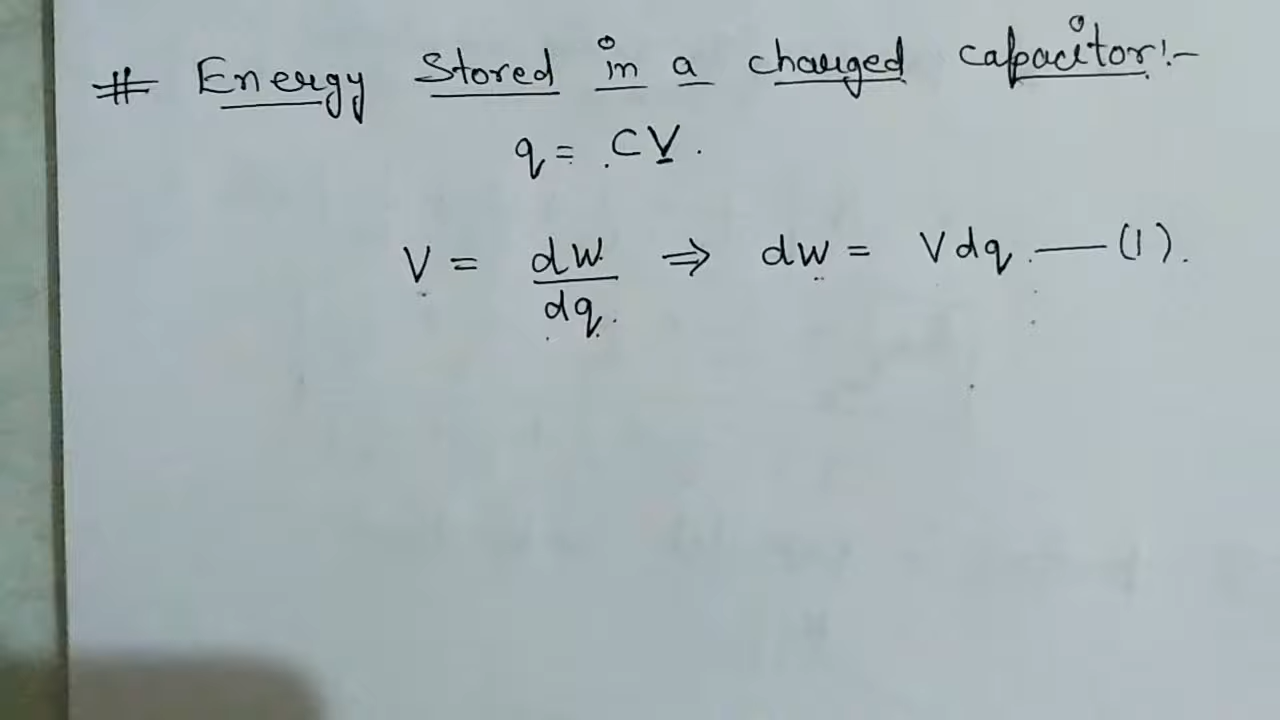 # Energy Stored in a charged capacitor:-
q = CV.
V = dw/dq ⇒ dw = Vdq — (1).